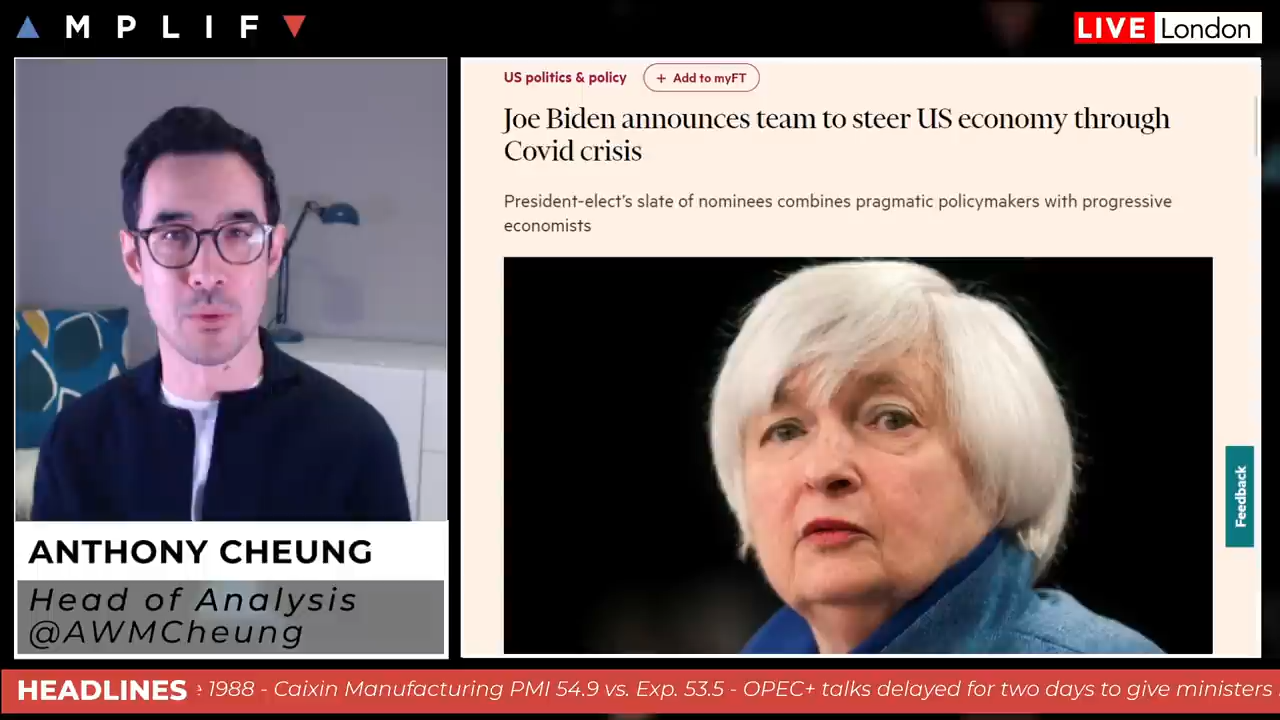 ▲ M P L I F ▼
LIVE London
US politics & policy
+ Add to myFT
Joe Biden announces team to steer US economy through
Covid crisis
President-elect's slate of nominees combines pragmatic policymakers with progressive
economists
Feedback
ANTHONY CHEUNG
Head of Analysis
@AWMCheung
HEADLINES
1988 - Caixin Manufacturing PMI 54.9 vs. Exp. 53.5 - OPEC+ talks delayed for two days to give ministers